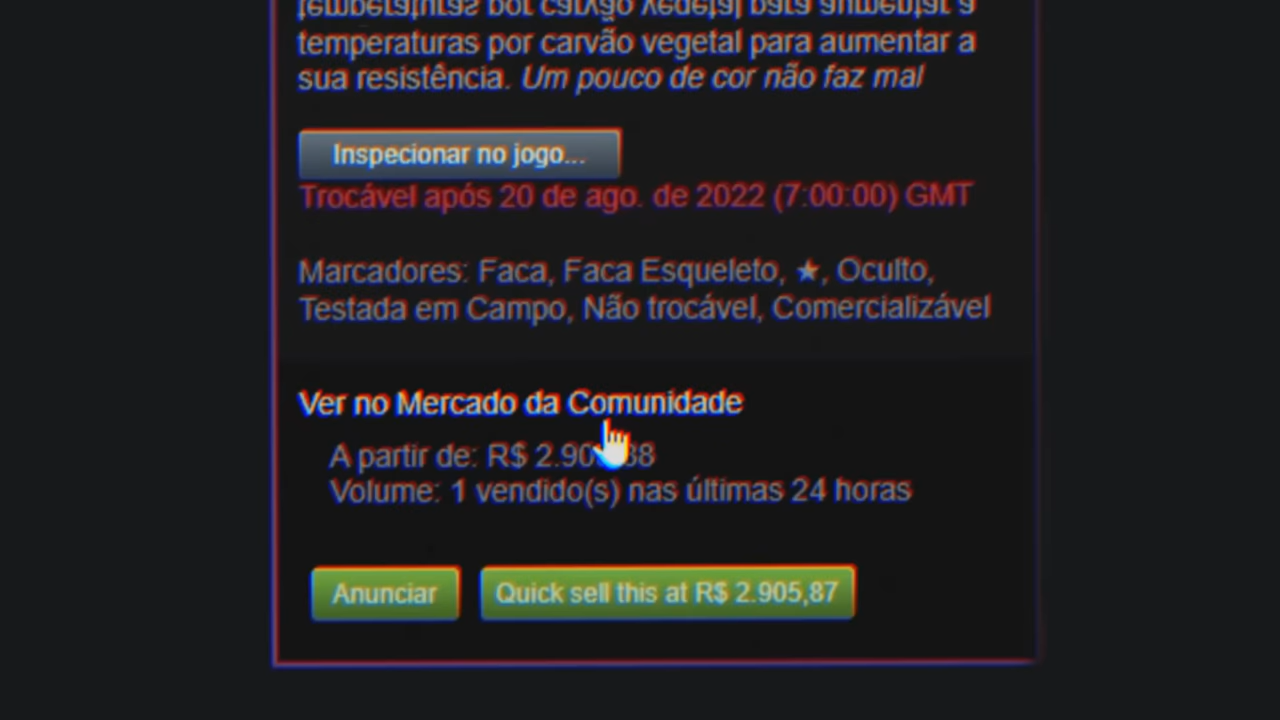 temperaturas por carvão vegetal para aumentar a
sua resistência. Um pouco de cor não faz mal
Inspecionar no jogo...
Trocável após 20 de ago. de 2022 (7:00:00) GMT
Marcadores: Faca, Faca Esqueleto, ★, Oculto,
Testada em Campo, Não trocável, Comercializável
Ver no Mercado da Comunidade
A partir de: R$
Volume: 1 vendido(s) nas últimas 24 horas
Anunciar
Quick sell this at R$ 2.905,87